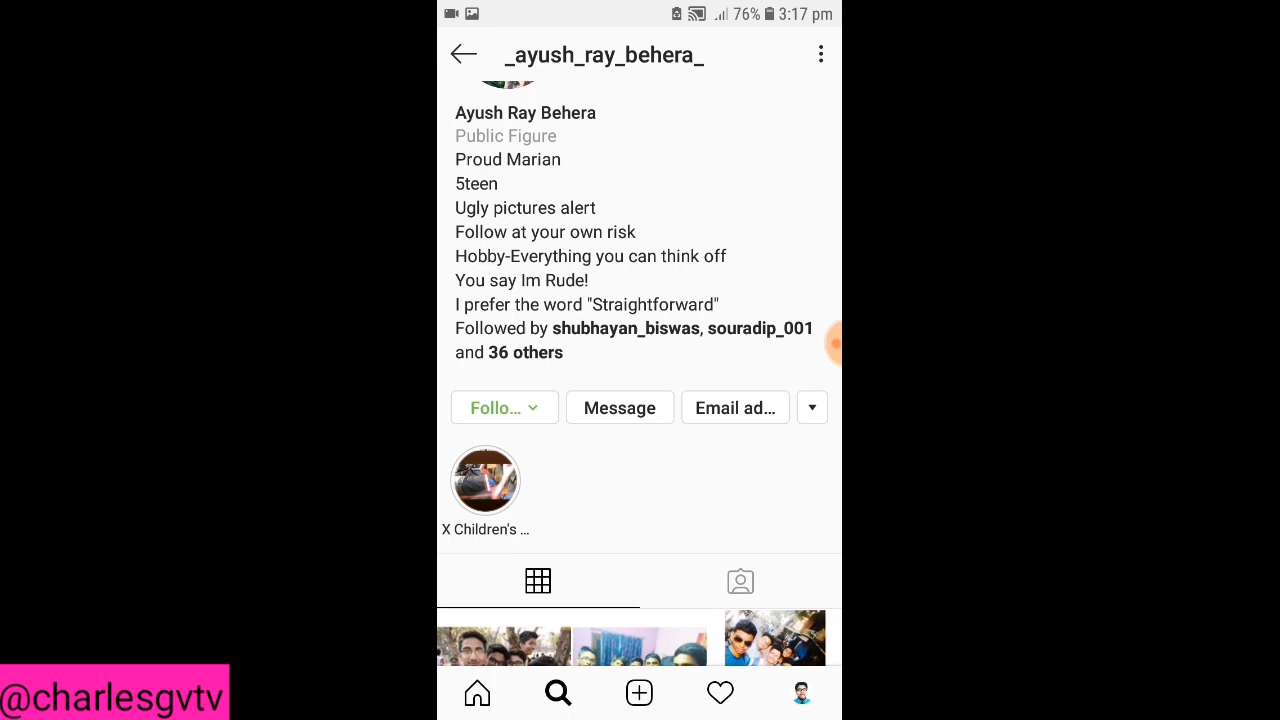 76% 3:17 pm
_ayush_ray_behera_
Ayush Ray Behera
Public Figure
Proud Marian
5teen
Ugly pictures alert
Follow at your own risk
Hobby-Everything you can think off
You say Im Rude!
I prefer the word "Straightforward"
Followed by shubhayan_biswas, souradip_001
and 36 others
Follo... Message Email ad...
X Children's ...
@charlesgvtv